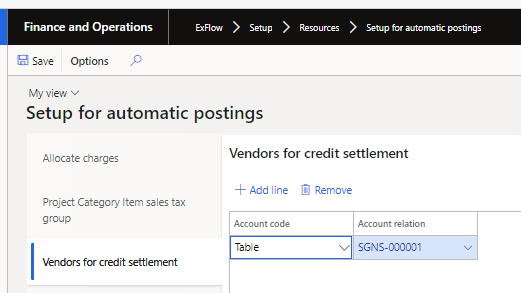 Finance and Operations
ExFlow > Setup > Resources > Setup for automatic postings
Save Options
My view
Setup for automatic postings
Allocate charges
Project Category Item sales tax
group
Vendors for credit settlement
Vendors for credit settlement
+ Add line Remove
Account code Account relation
Table SGNS-000001